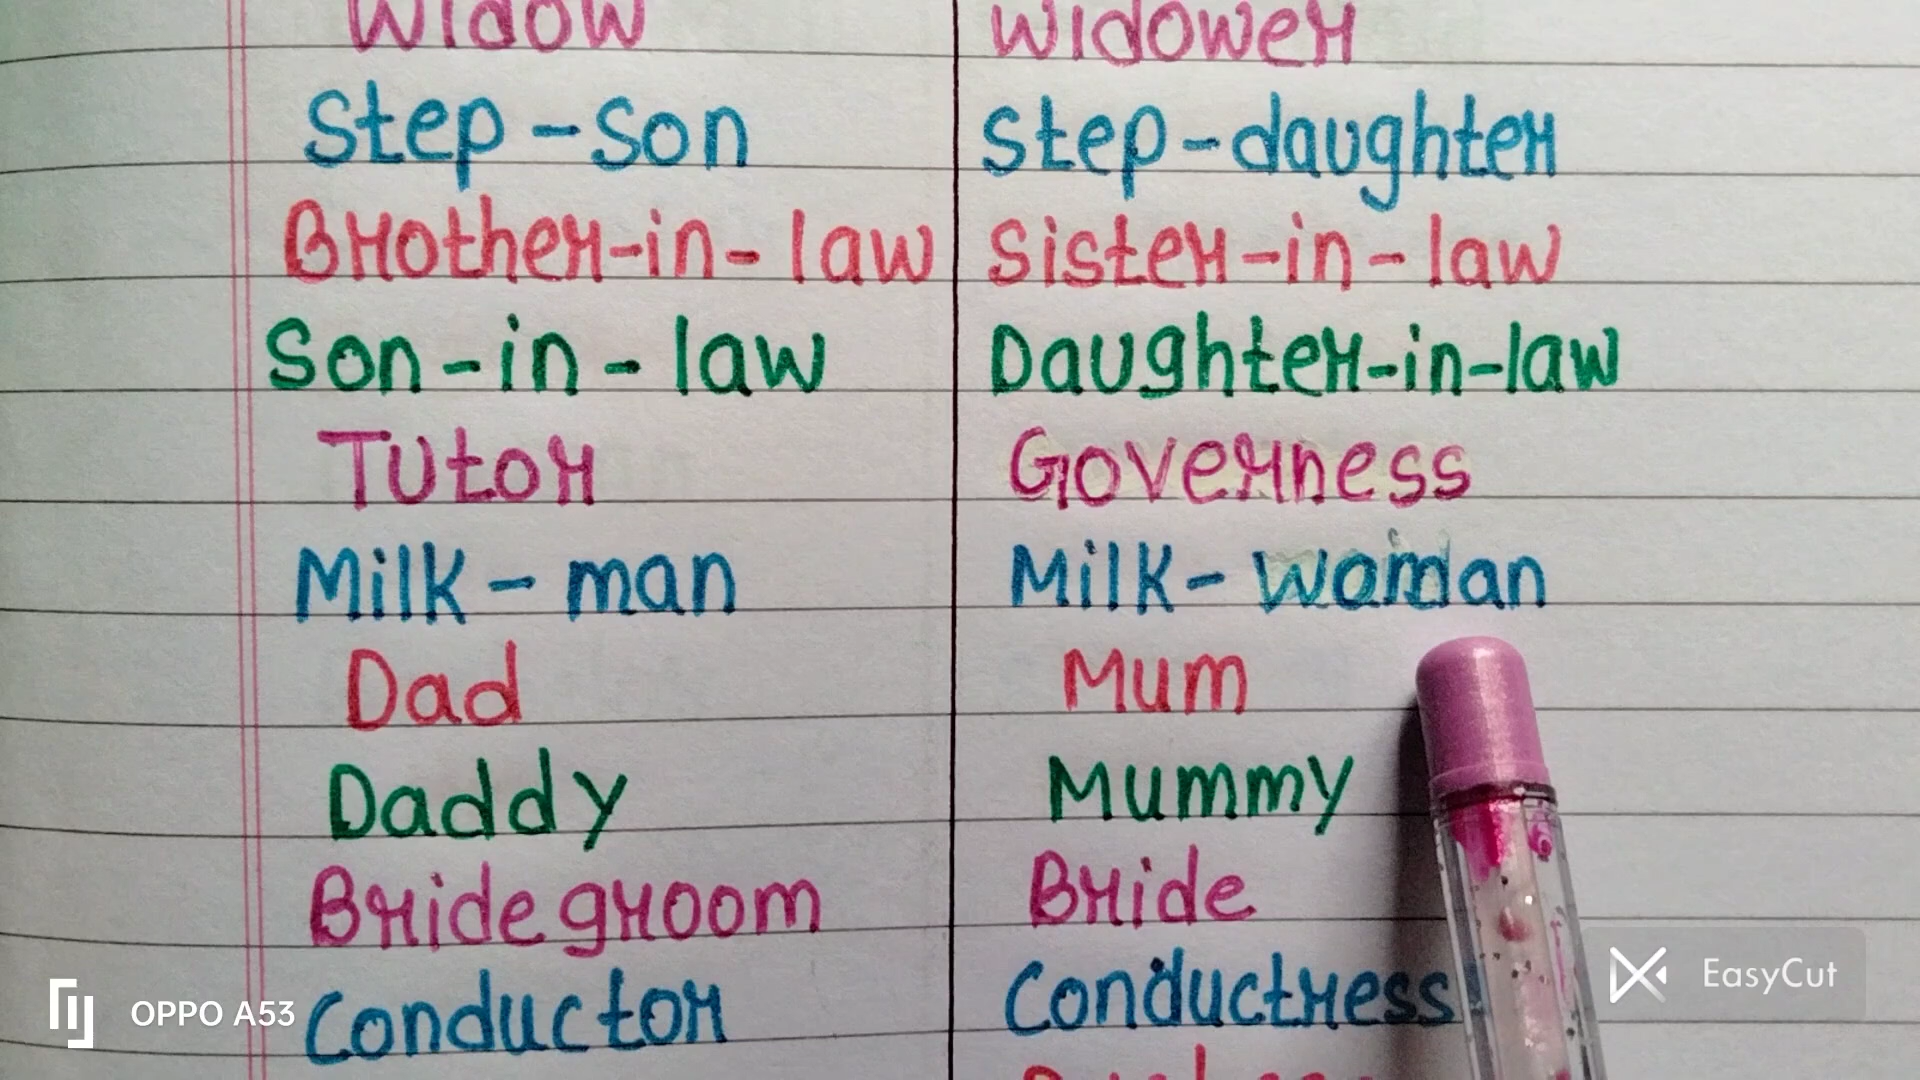 Widow Widower
Step-son Step-daughter
Brother-in-law Sister-in-law
Son-in-law Daughter-in-law
Tutor Governess
Milk-man Milk-woman
Dad Mum
Daddy Mummy
Bridegroom Bride
Conductor Conductress
OPPO A53
EasyCut